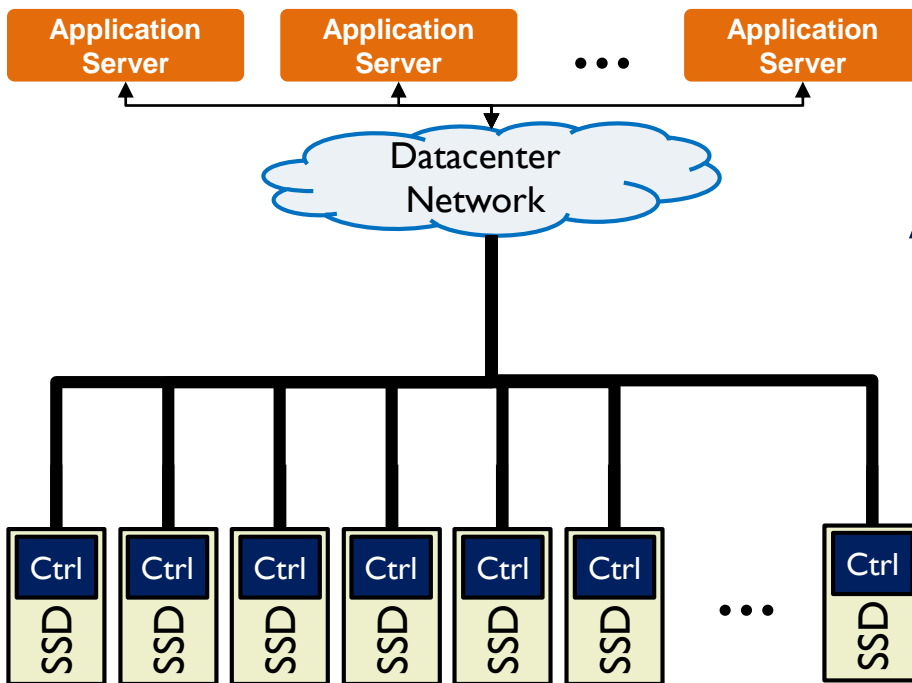 Application
Server
Application
Server
•••
Application
Server
Datacenter
Network
Ctrl
SSD
Ctrl
SSD
Ctrl
SSD
Ctrl
SSD
Ctrl
SSD
Ctrl
SSD
•••
Ctrl
SSD